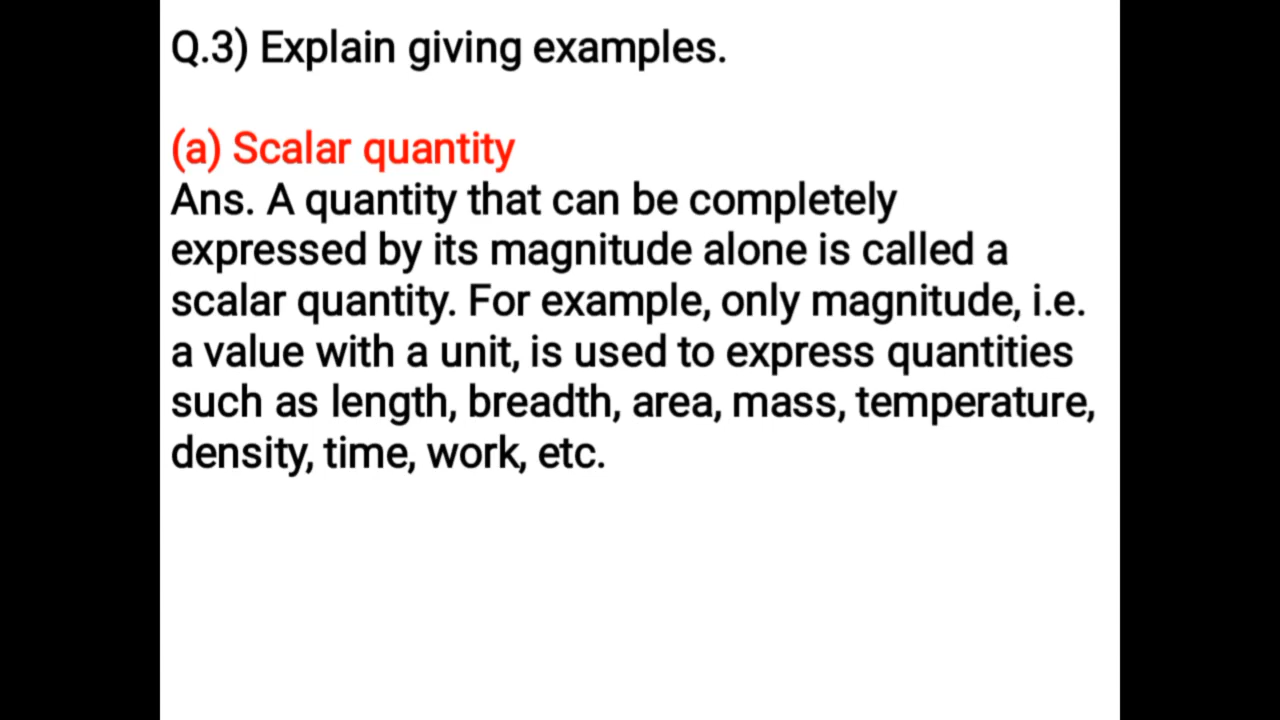 Q.3) Explain giving examples.
(a) Scalar quantity
Ans. A quantity that can be completely
expressed by its magnitude alone is called a
scalar quantity. For example, only magnitude, i.e.
a value with a unit, is used to express quantities
such as length, breadth, area, mass, temperature,
density, time, work, etc.